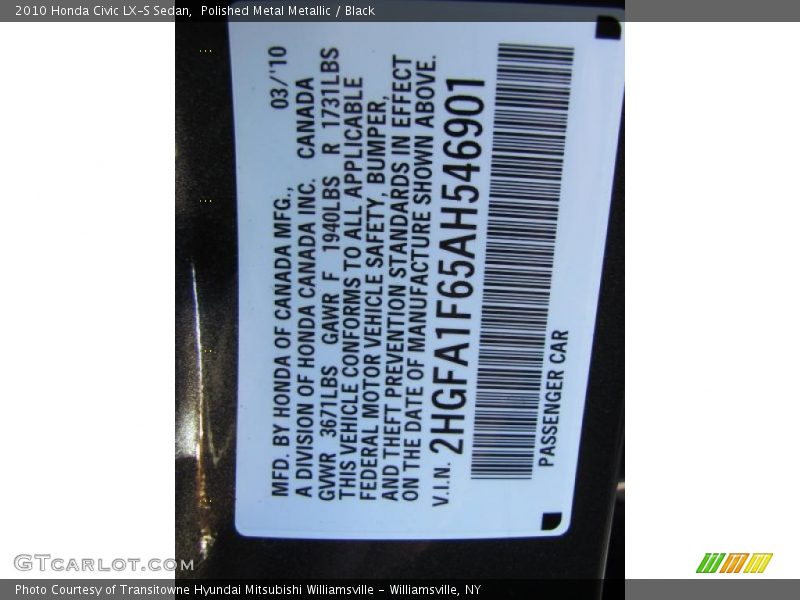 2010 Honda Civic LX-S Sedan,  Polished Metal Metallic / Black
MFD. BY HONDA OF CANADA MFG., 03/'10
A DIVISION OF HONDA CANADA INC. CANADA
GVWR 3671LBS GAWR F 1940LBS R 1731LBS
THIS VEHICLE CONFORMS TO ALL APPLICABLE
FEDERAL MOTOR VEHICLE SAFETY, BUMPER,
AND THEFT PREVENTION STANDARDS IN EFFECT
ON THE DATE OF MANUFACTURE SHOWN ABOVE.
V.I.N. 2HGFA1F65AH546901
PASSENGER CAR
GTcarlot.com
Photo Courtesy of Transitowne Hyundai Mitsubishi Williamsville - Williamsville, NY